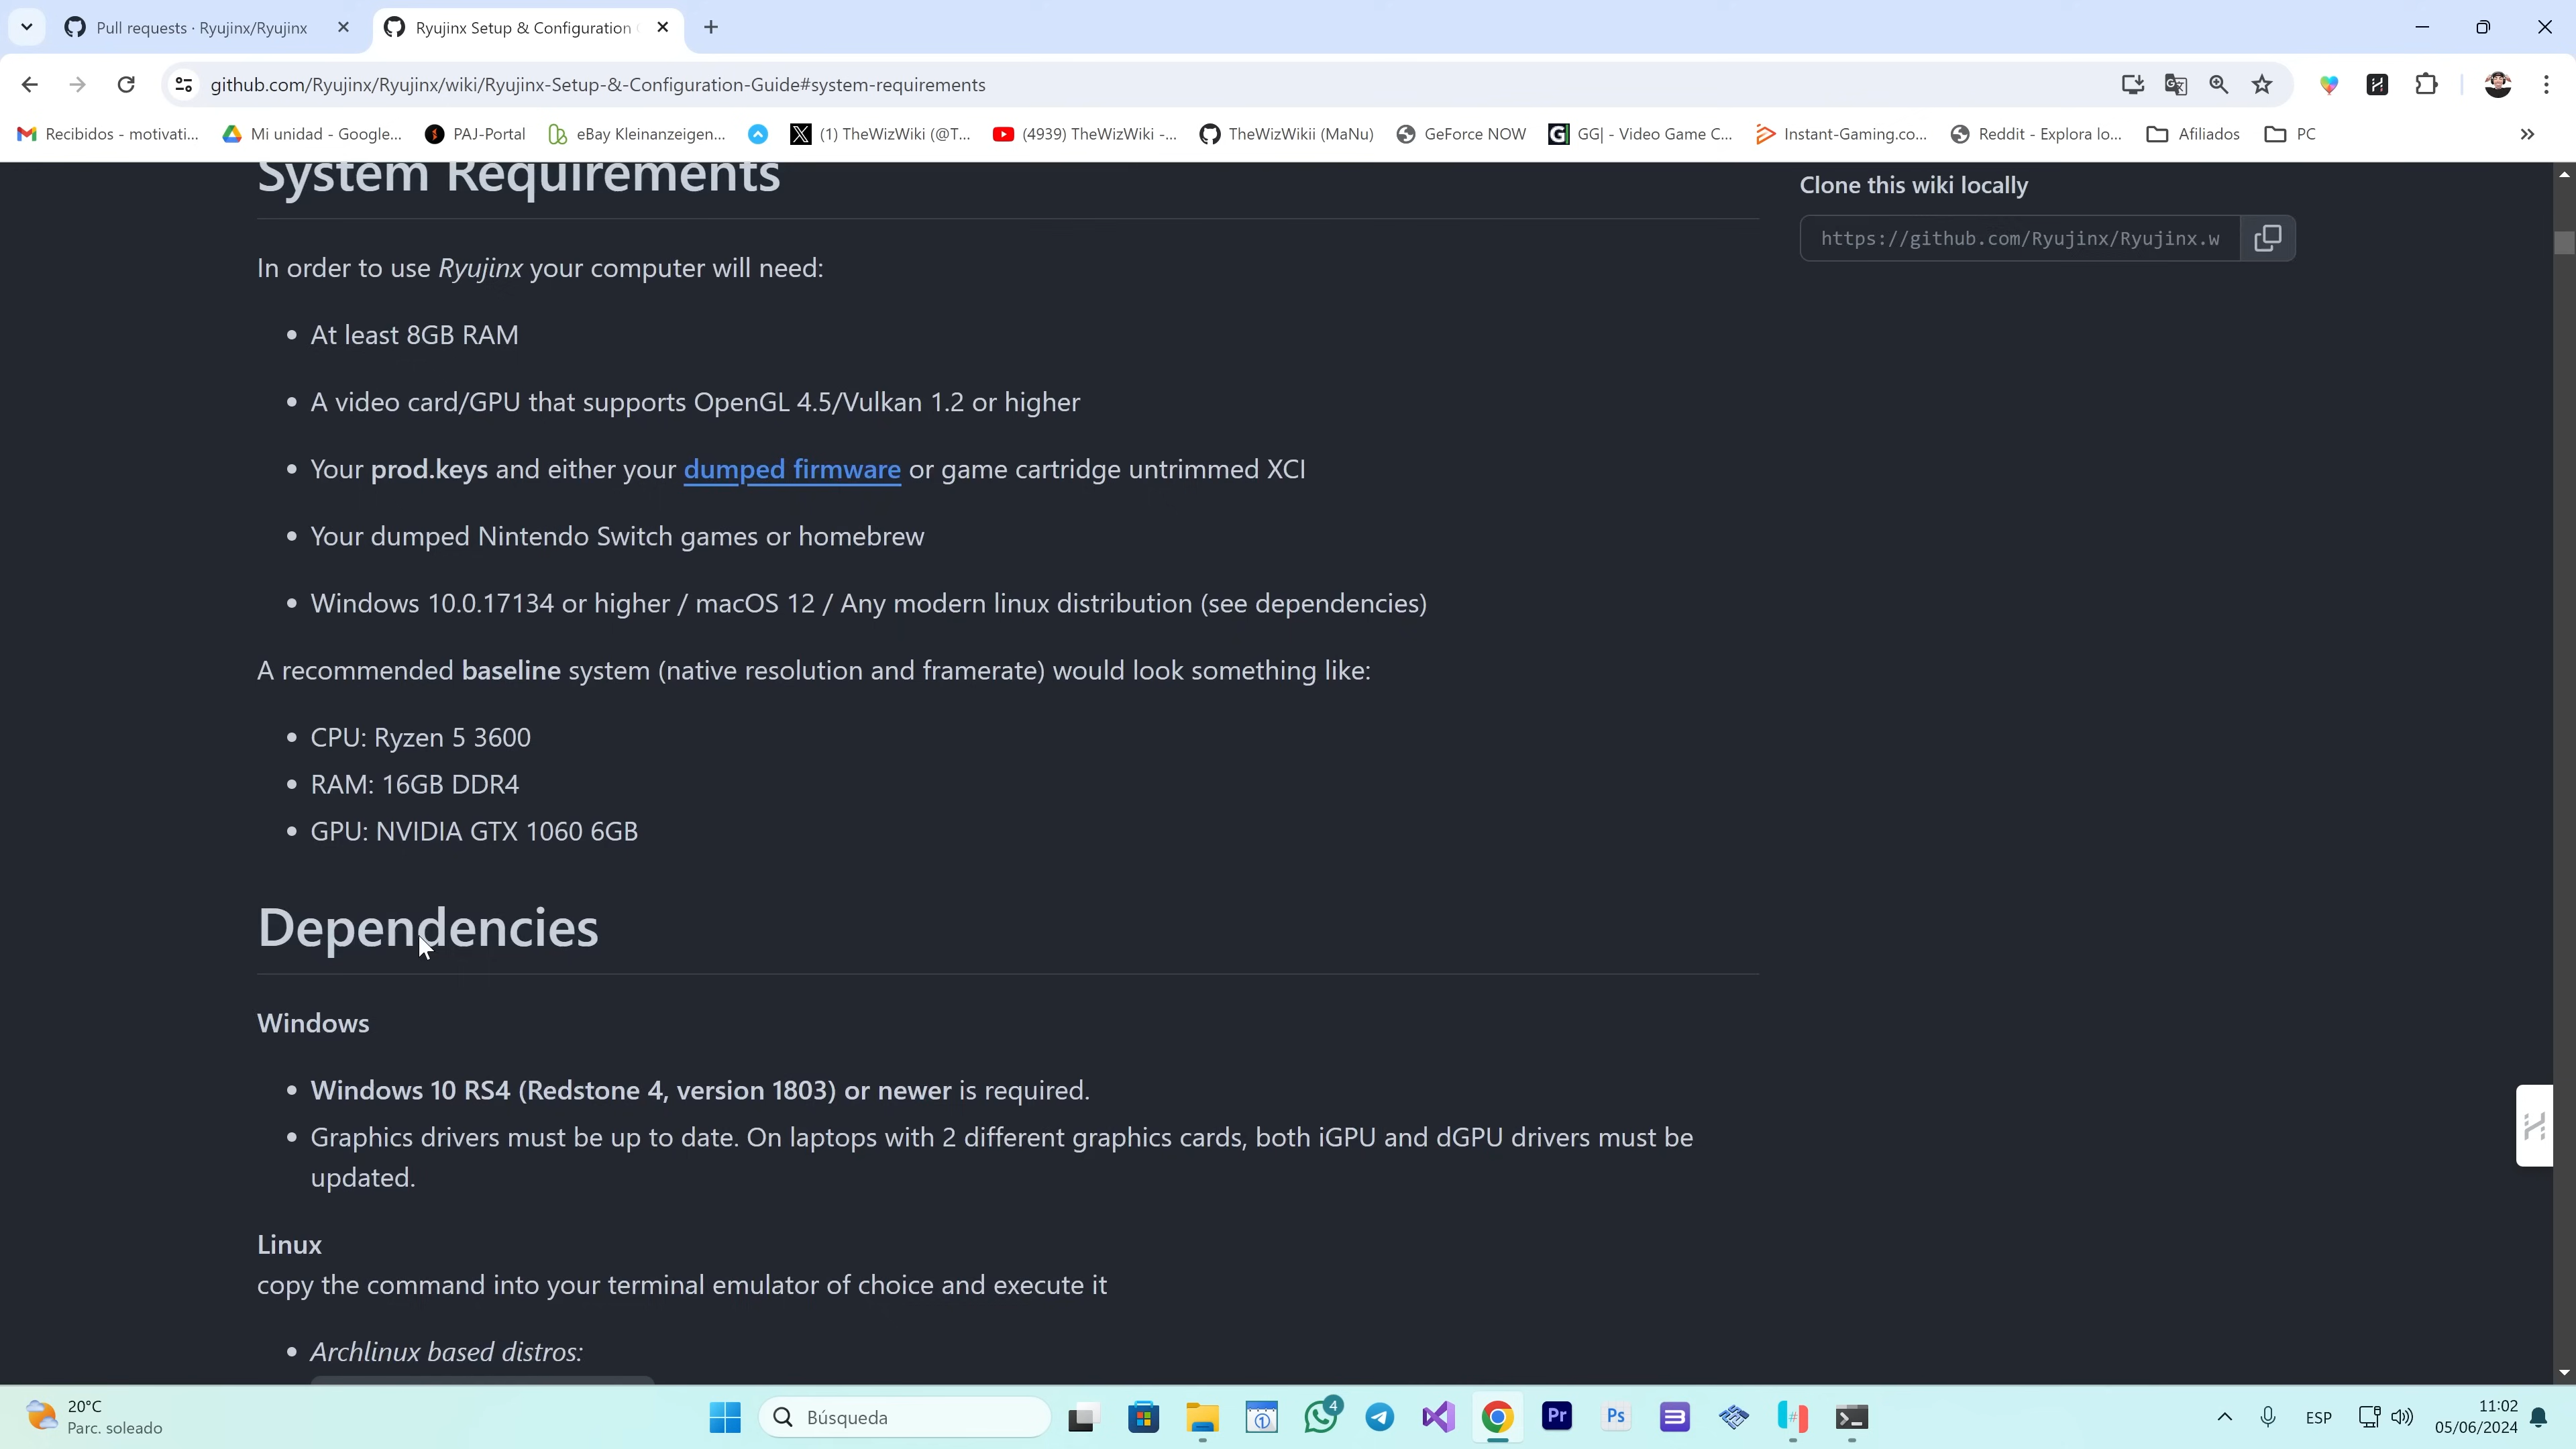 Pull requests · Ryujinx/Ryujinx
Ryujinx Setup & Configuration
github.com/Ryujinx/Ryujinx/wiki/Ryujinx-Setup-&-Configuration-Guide#system-requirements
Recibidos - motivati...
Mi unidad - Google...
PAJ-Portal
eBay Kleinanzeigen...
(1) TheWizWiki (@T...
(4939) TheWizWiki -...
TheWizWikii (MaNu)
GeForce NOW
GG| - Video Game C...
Instant-Gaming.co...
Reddit - Explora lo...
Afiliados
PC
System Requirements
Clone this wiki locally
https://github.com/Ryujinx/Ryujinx.w
In order to use Ryujinx your computer will need:
• At least 8GB RAM
• A video card/GPU that supports OpenGL 4.5/Vulkan 1.2 or higher
• Your prod.keys and either your dumped firmware or game cartridge untrimmed XCI
• Your dumped Nintendo Switch games or homebrew
• Windows 10.0.17134 or higher / macOS 12 / Any modern linux distribution (see dependencies)
A recommended baseline system (native resolution and framerate) would look something like:
• CPU: Ryzen 5 3600
• RAM: 16GB DDR4
• GPU: NVIDIA GTX 1060 6GB
Dependencies
Windows
• Windows 10 RS4 (Redstone 4, version 1803) or newer is required.
• Graphics drivers must be up to date. On laptops with 2 different graphics cards, both iGPU and dGPU drivers must be
updated.
Linux
copy the command into your terminal emulator of choice and execute it
• Archlinux based distros:
20°C
Parc. soleado
Búsqueda
4
Pr
Ps
ESP
11:02
05/06/2024